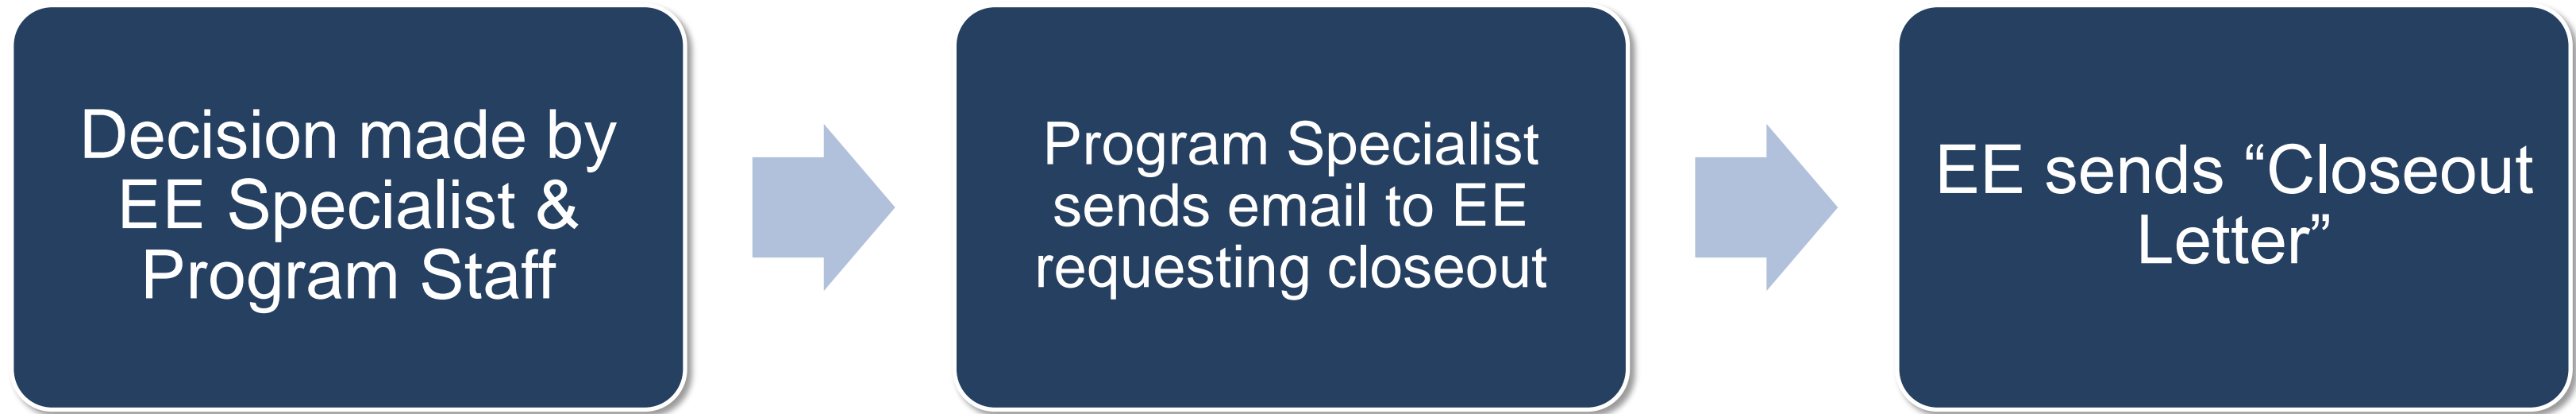 Decision made by
EE Specialist &
Program Staff
Program Specialist
sends email to EE
requesting closeout
EE sends “Closeout
Letter”